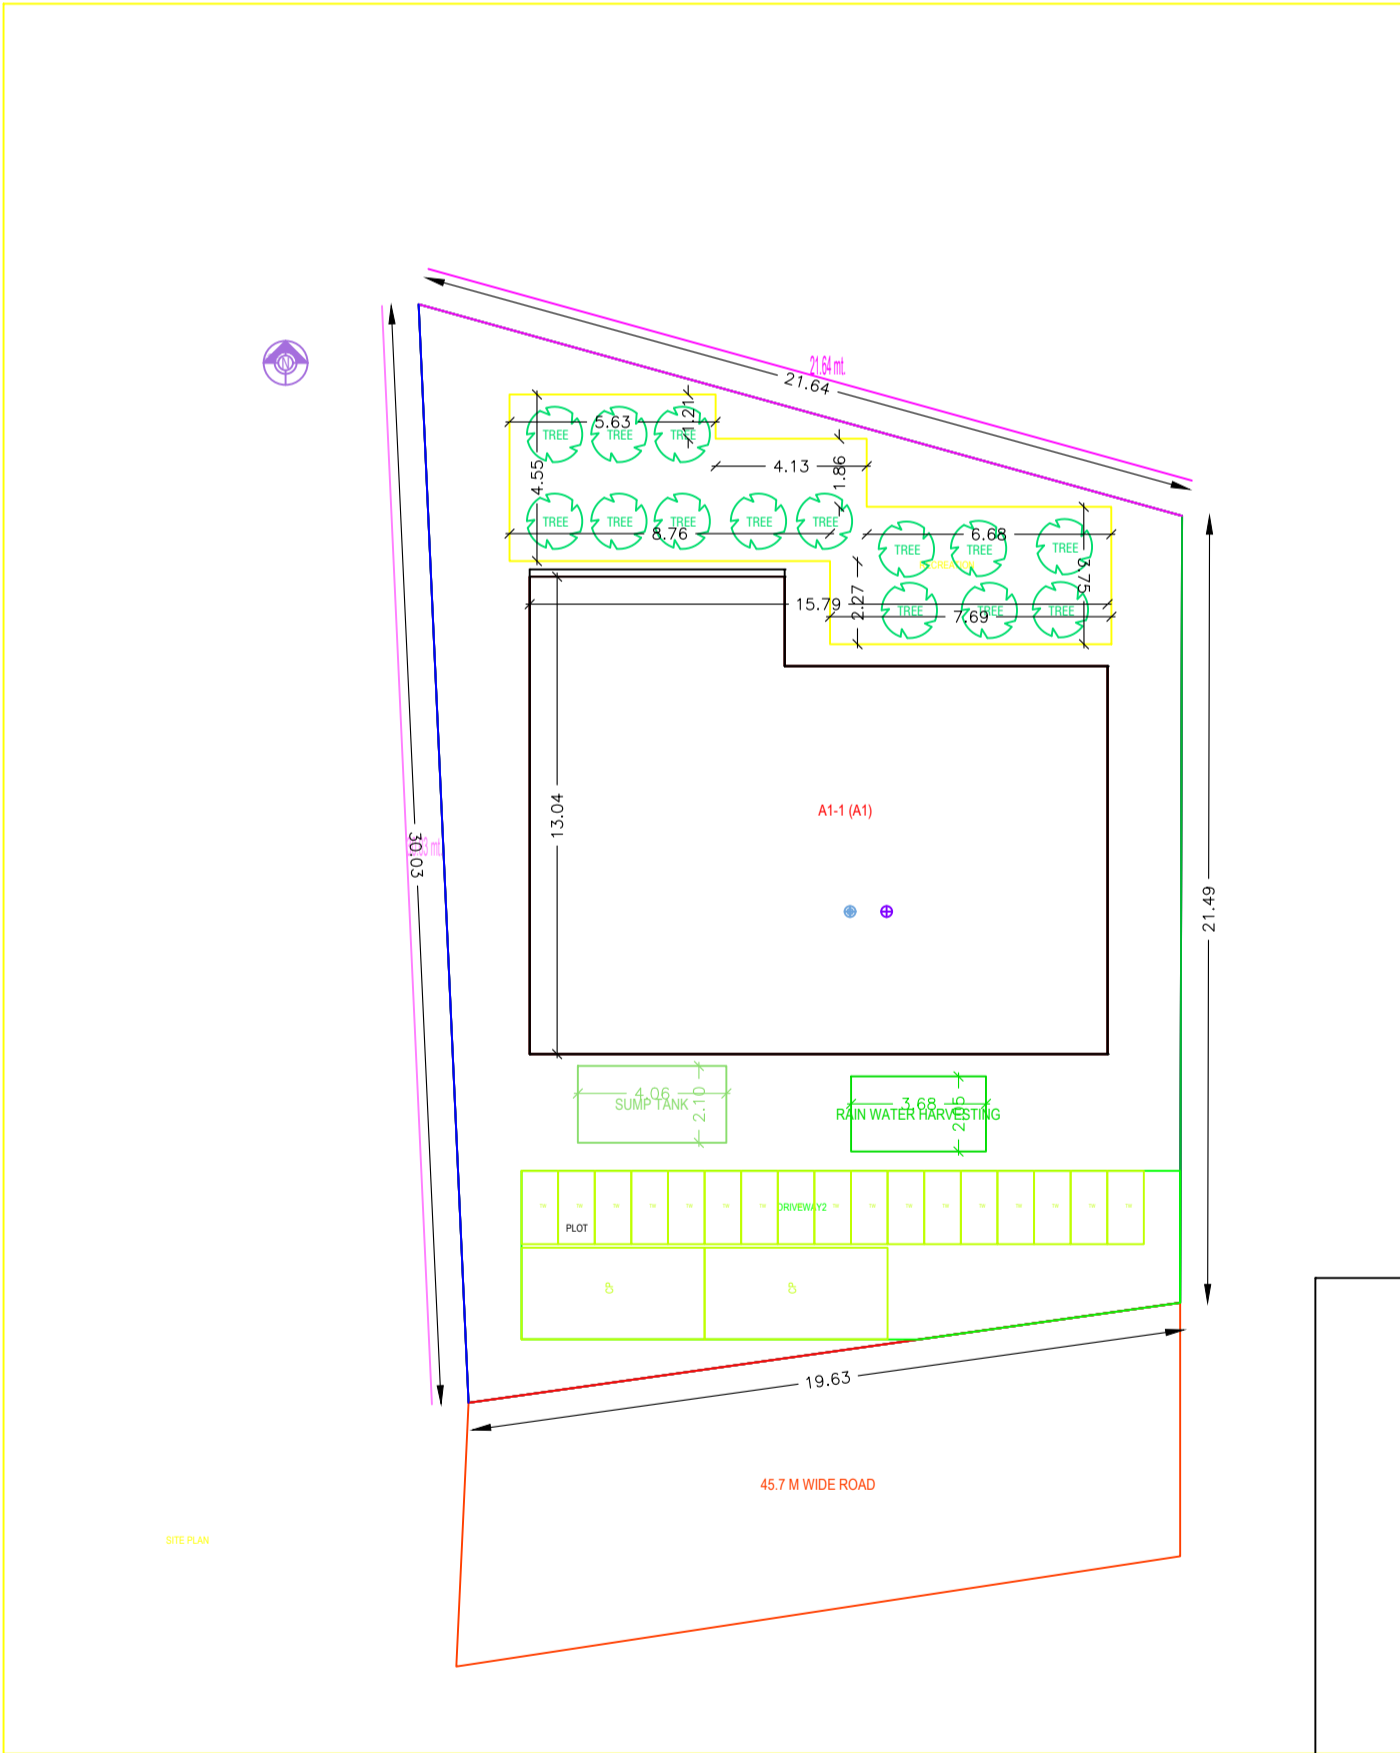 21.64 mt.
21.64
N
5.63
1.21
TREE
TREE
TREE
4.13
1.86
4.55
TREE
TREE
TREE
TREE
TREE
8.76
6.68
TREE
TREE
TREE
RECREATION
3.75
2.27
15.79
TREE
TREE
TREE
7.69
13.04
A1-1 (A1)
30.03
21.49
4.06
SUMP TANK
2.10
3.68
RAIN WATER HARVESTING
2.05
DRIVEWAY2
PLOT
19.63
45.7 M WIDE ROAD
SITE PLAN